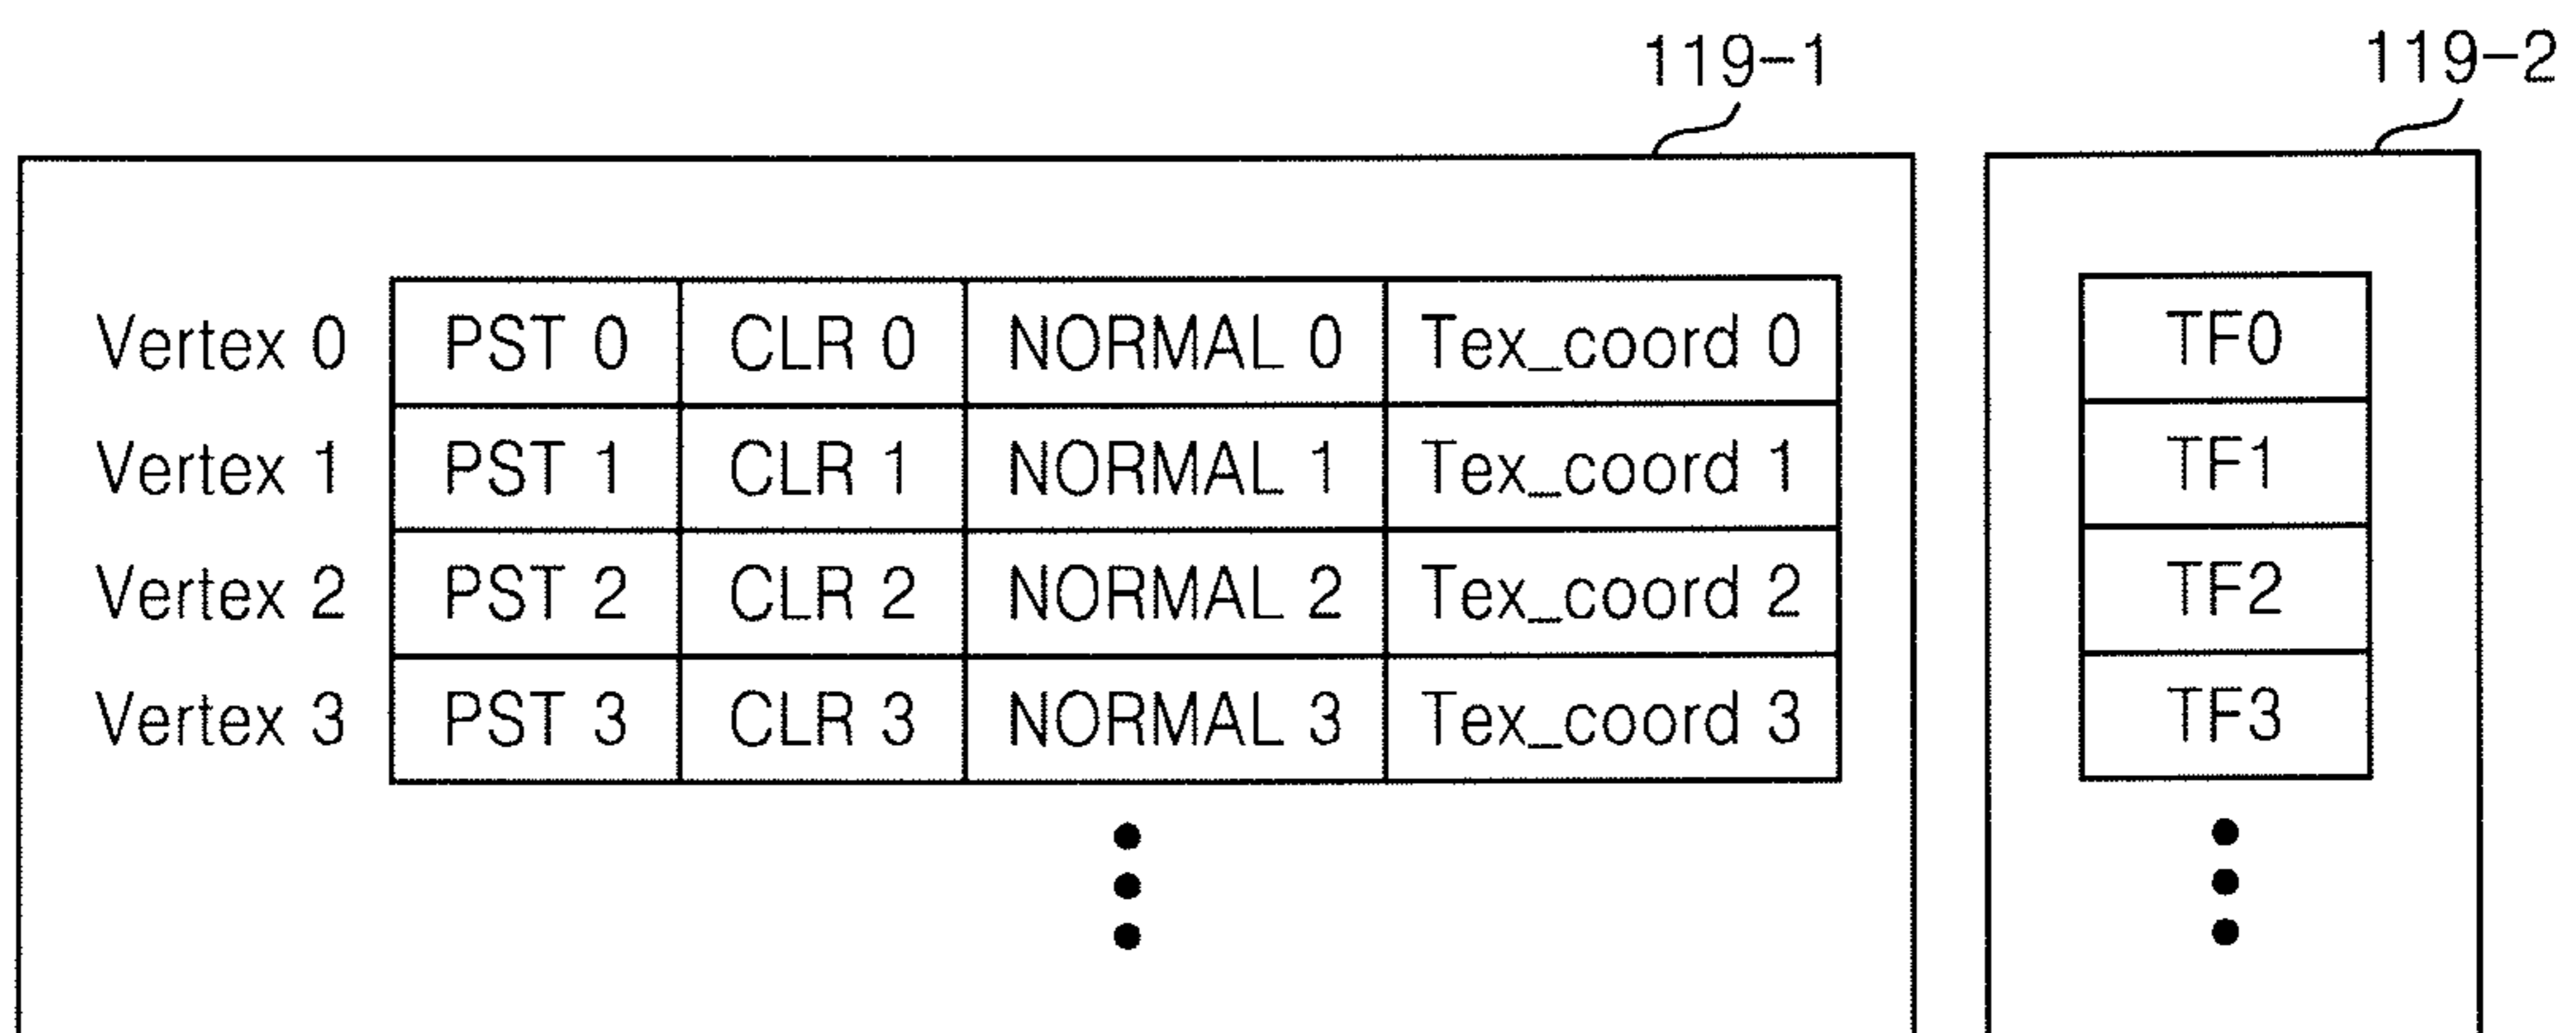 119-1 119-2
Vertex 0 PST 0 CLR 0 NORMAL 0 Tex_coord 0 TF0
Vertex 1 PST 1 CLR 1 NORMAL 1 Tex_coord 1 TF1
Vertex 2 PST 2 CLR 2 NORMAL 2 Tex_coord 2 TF2
Vertex 3 PST 3 CLR 3 NORMAL 3 Tex_coord 3 TF3